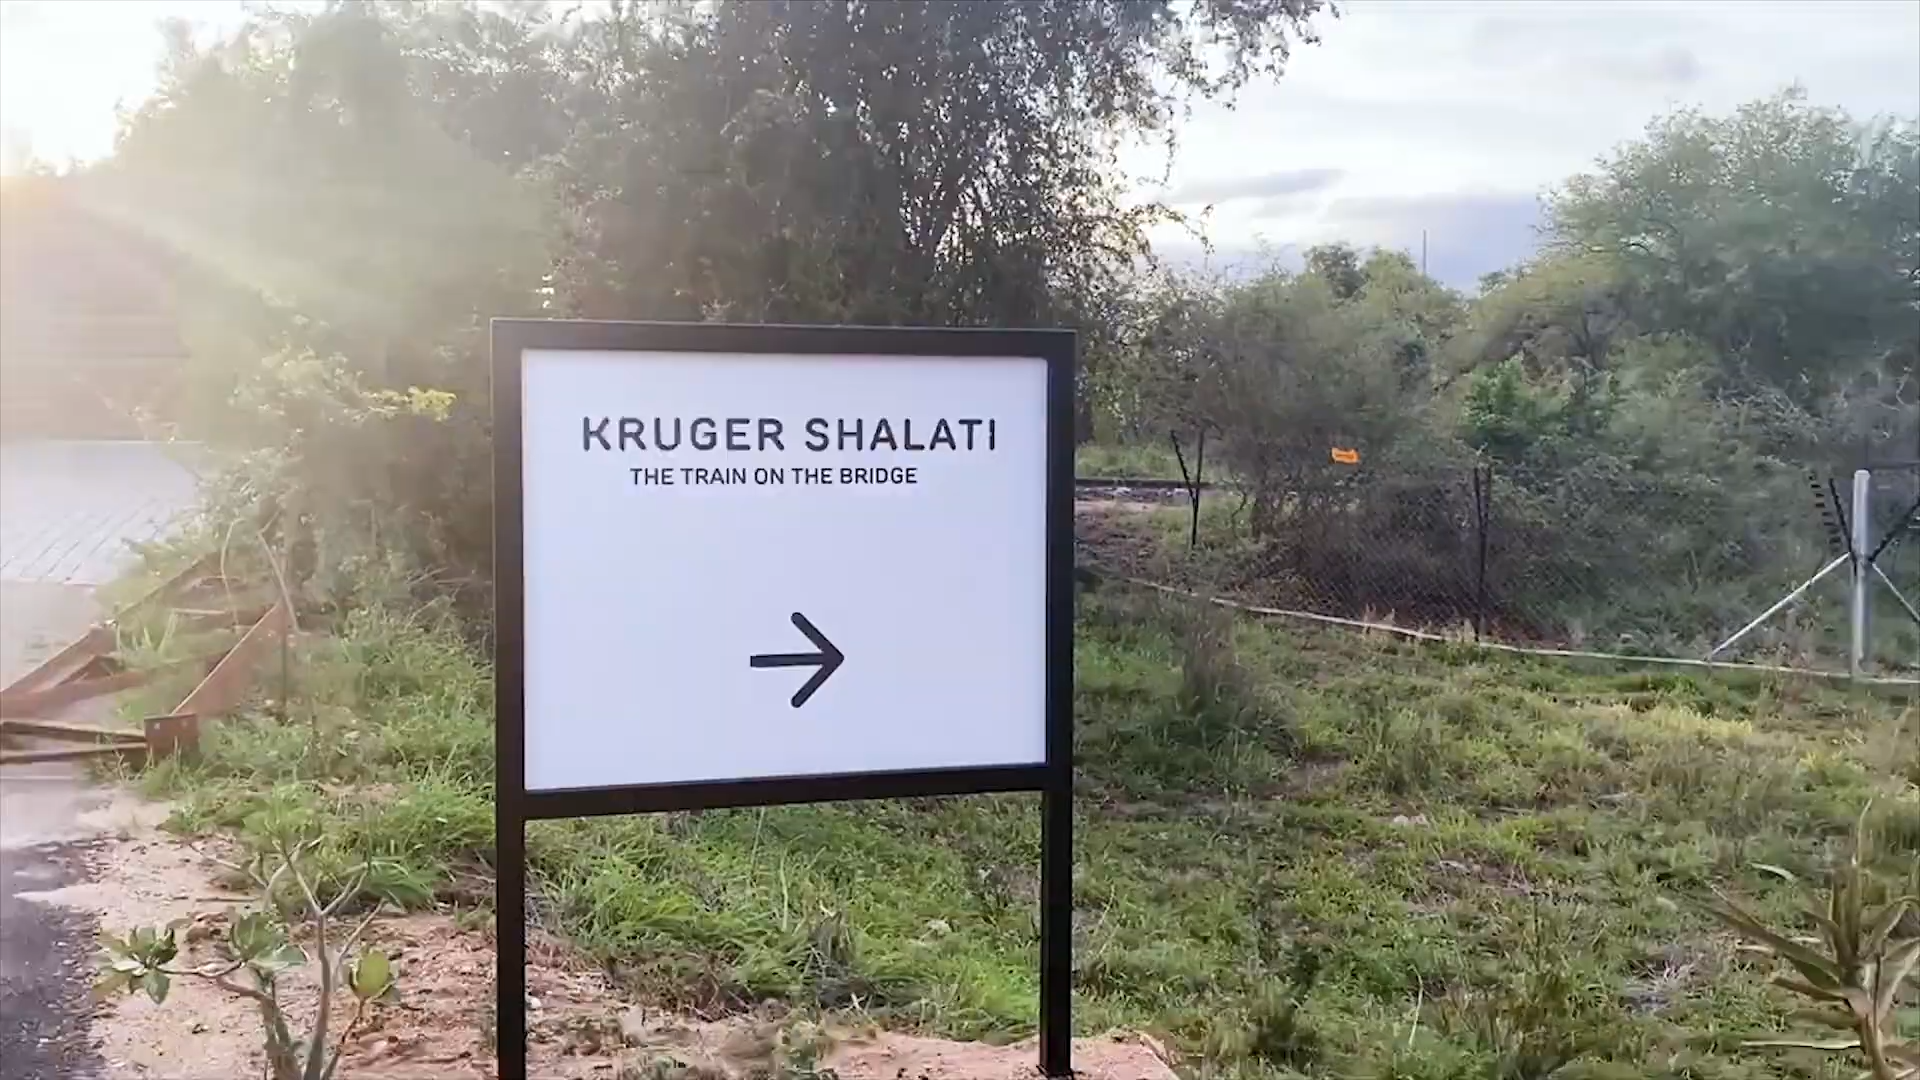 KRUGER SHALATI
THE TRAIN ON THE BRIDGE